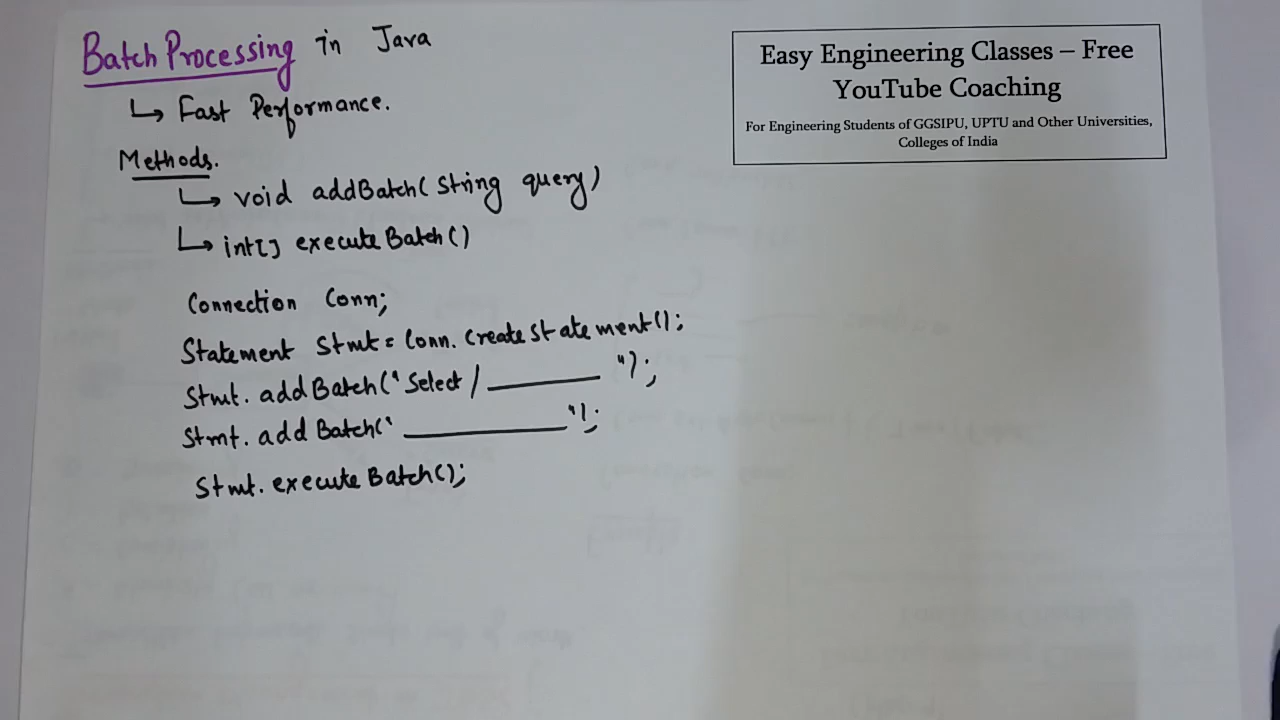 Batch Processing in Java
↳ Fast Performance.
Methods.
↳ void addBatch(String query)
↳ int[] executeBatch()
Connection Conn;
Statement Stmt = Conn.createstatement();
Stmt.addBatch("Select / ______ ");
Stmt.addBatch(" ______ ");
Stmt.executeBatch();
Easy Engineering Classes – Free
YouTube Coaching
For Engineering Students of GGSIPU, UPTU and Other Universities,
Colleges of India